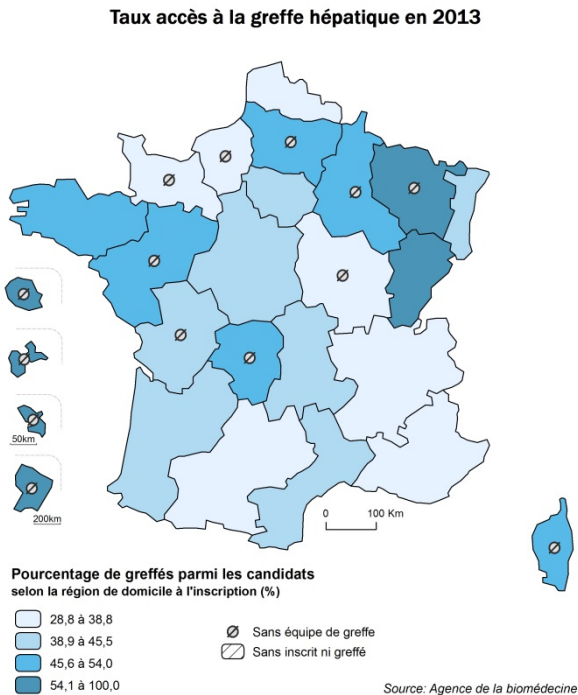 Taux accès à la greffe hépatique en 2013
50km
200km
0 100 Km
Pourcentage de greffés parmi les candidats
selon la région de domicile à l'inscription (%)
28,8 à 38,8
38,9 à 45,5
45,6 à 54,0
54,1 à 100,0
Sans équipe de greffe
Sans inscrit ni greffé
Source: Agence de la biomédecine